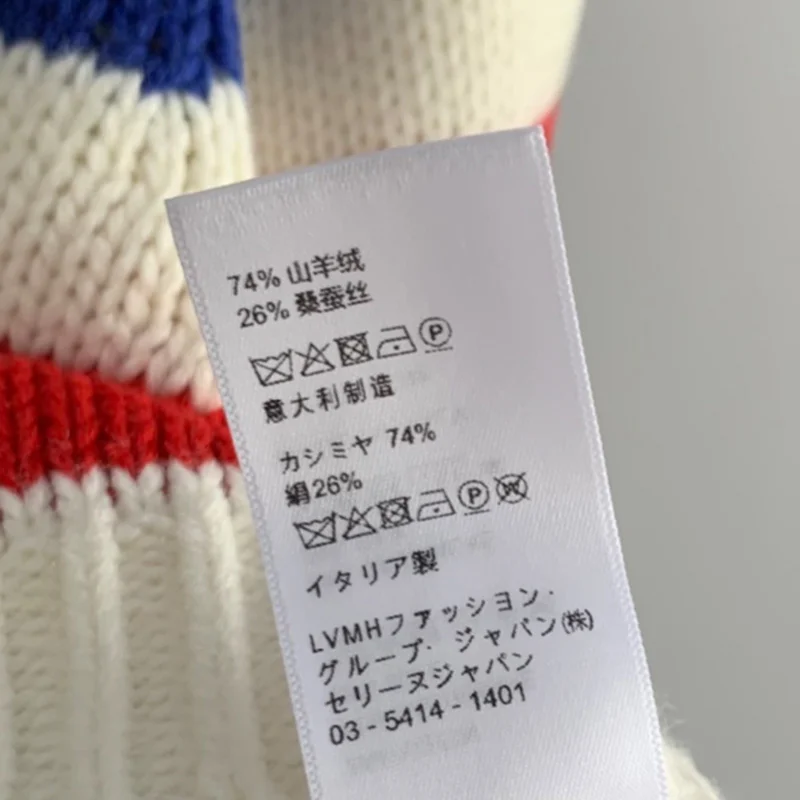 74% 山羊绒
26% 桑蚕丝
P
意大利制造
カシミヤ 74%
絹26%
P W
イタリア製
LVMHファッション・
グループ・ジャパン(株)
セリーヌジャパン
03 - 5414 - 1401